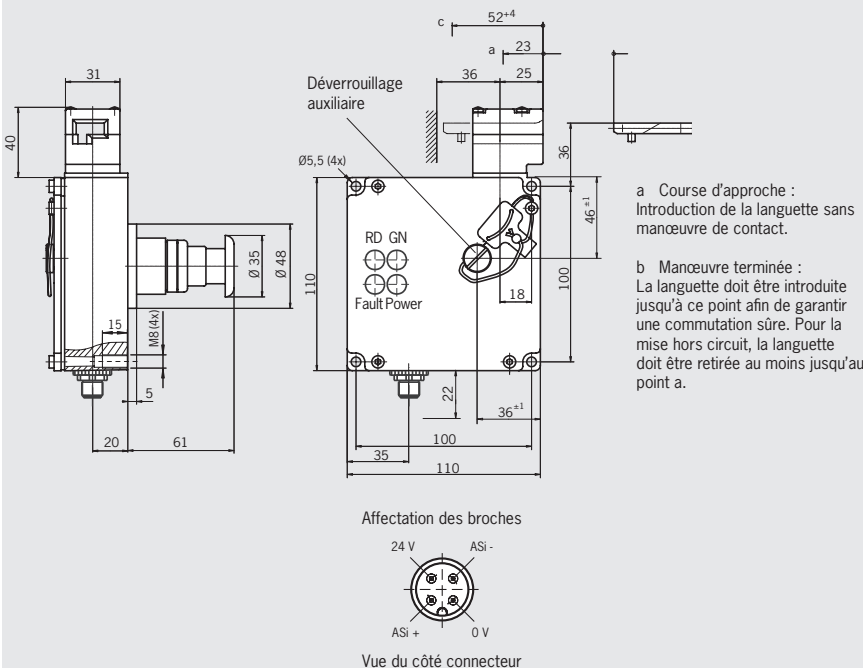 c
52+4
a
23
36
25
31
Déverrouillage
auxiliaire
40
Ø5,5 (4x)
36
46 ±1
a Course d'approche :
Introduction de la languette sans
manœuvre de contact.
b Manœuvre terminée :
La languette doit être introduite
jusqu'à ce point afin de garantir
une commutation sûre. Pour la
mise hors circuit, la languette
doit être retirée au moins jusqu'au
point a.
RD GN
Fault Power
110
100
18
Ø 35
Ø 48
15
M8 (4x)
5
20
61
22
36±1
100
35
110
Affectation des broches
24 V
ASi -
ASi +
0 V
Vue du côté connecteur